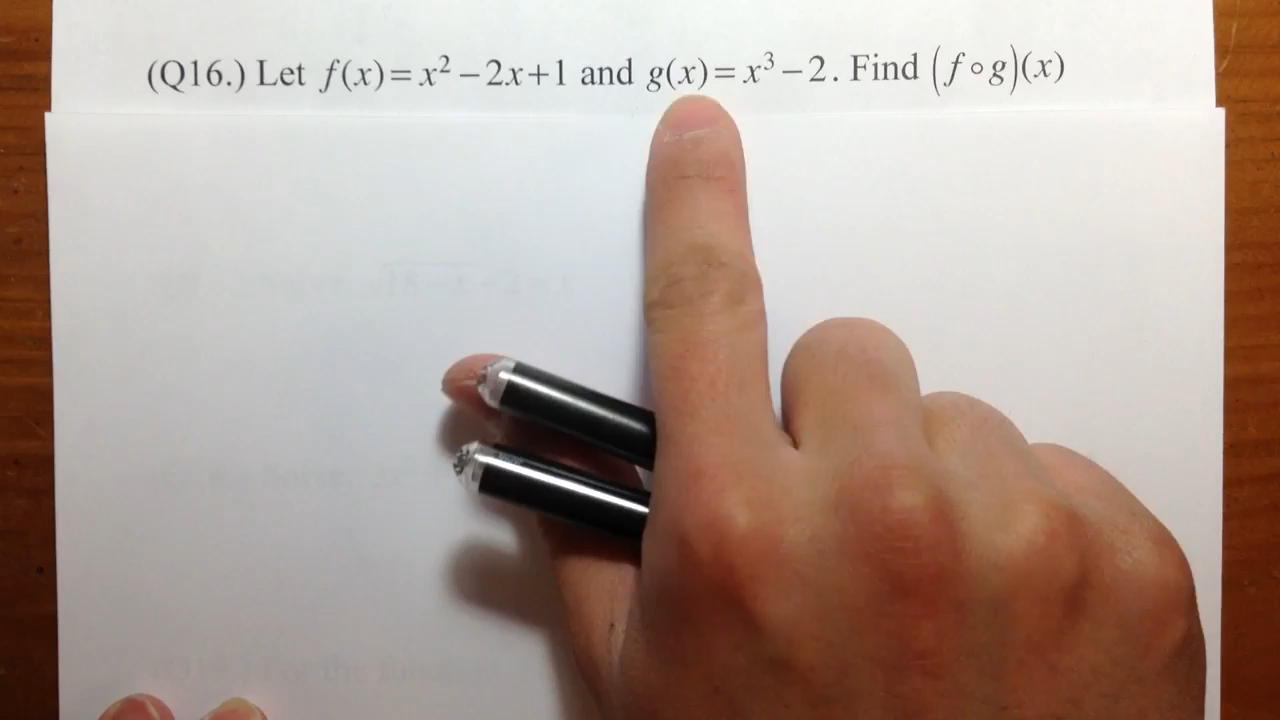 (Q16.) Let f(x)=x²−2x+1 and g(x)=x³−2. Find (f∘g)(x)